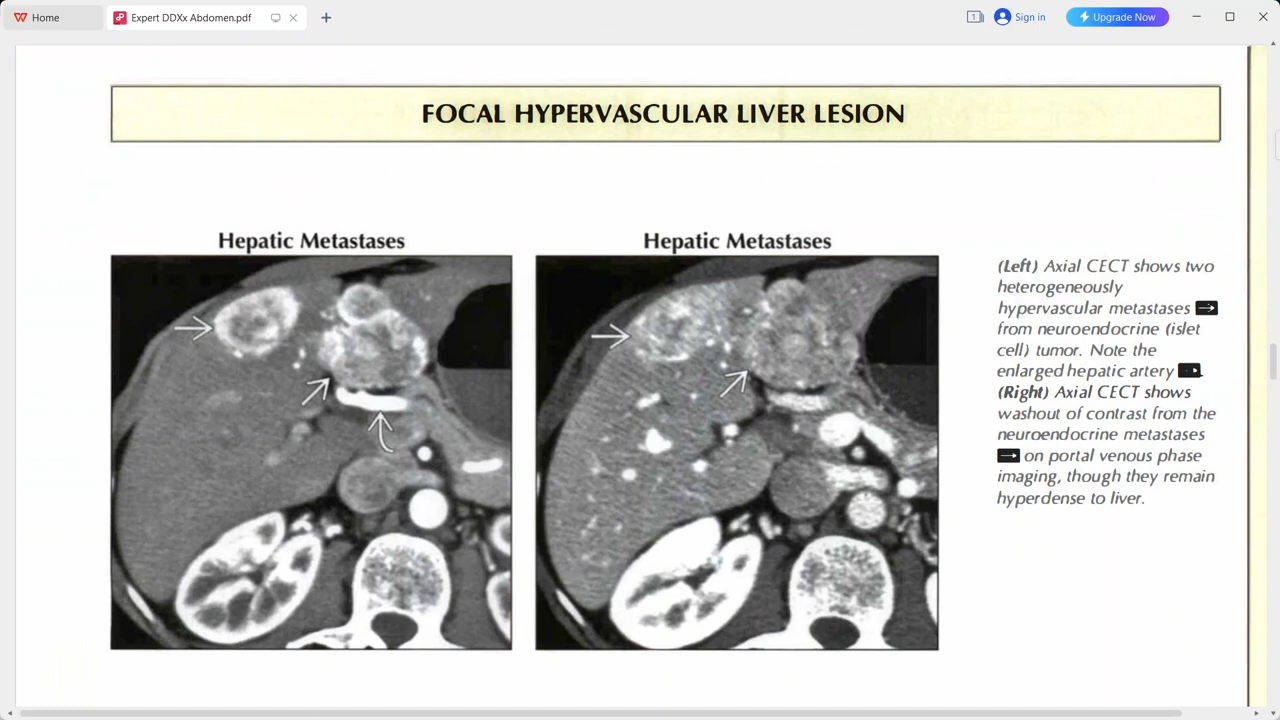 Home
Expert DDXx Abdomen.pdf
1
Sign in
Upgrade Now
FOCAL HYPERVASCULAR LIVER LESION
Hepatic Metastases
Hepatic Metastases
(Left) Axial CECT shows two
heterogeneously
hypervascular metastases
from neuroendocrine (islet
cell) tumor. Note the
enlarged hepatic artery
(Right) Axial CECT shows
washout of contrast from the
neuroendocrine metastases
on portal venous phase
imaging, though they remain
hyperdense to liver.